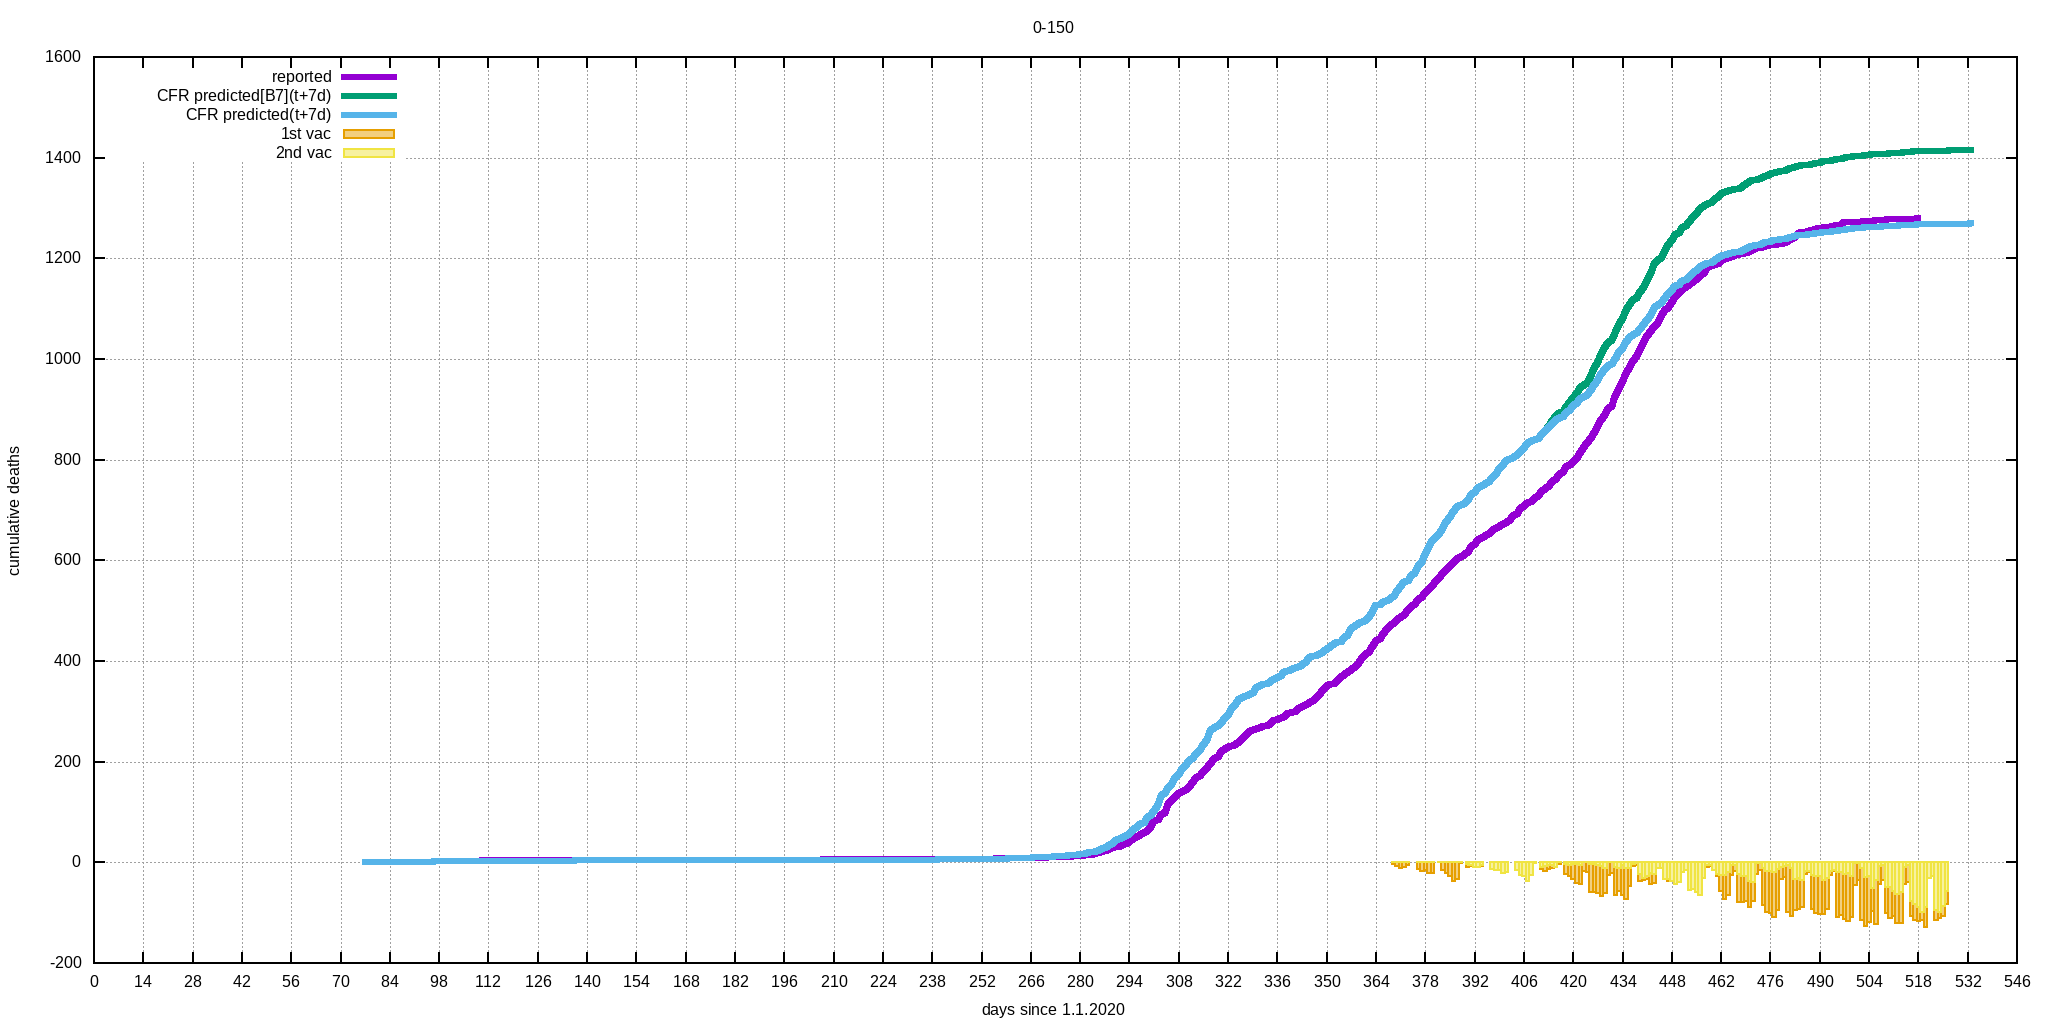 0-150
1600
1400
1200
1000
800
600
400
200
0
-200
cumulative deaths
reported
CFR predicted[B7](t+7d)
CFR predicted(t+7d)
1st vac
2nd vac
0 14 28 42 56 70 84 98 112 126 140 154 168 182 196 210 224 238 252 266 280 294 308 322 336 350 364 378 392 406 420 434 448 462 476 490 504 518 532 546
days since 1.1.2020